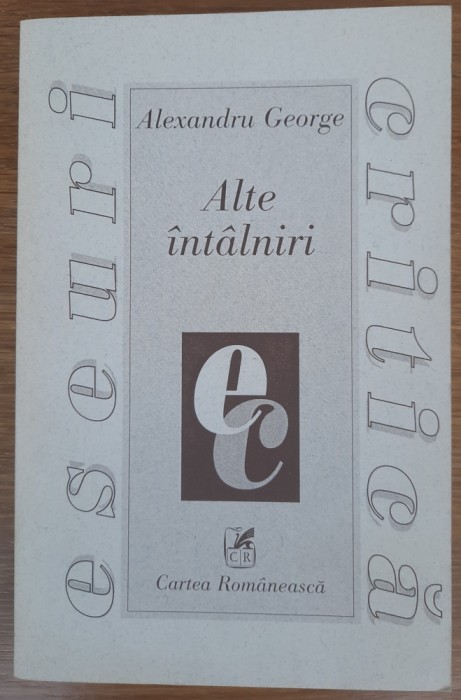 eseuri
critică
Alexandru George
Alte
întâlniri
ec
CR
Cartea Românească